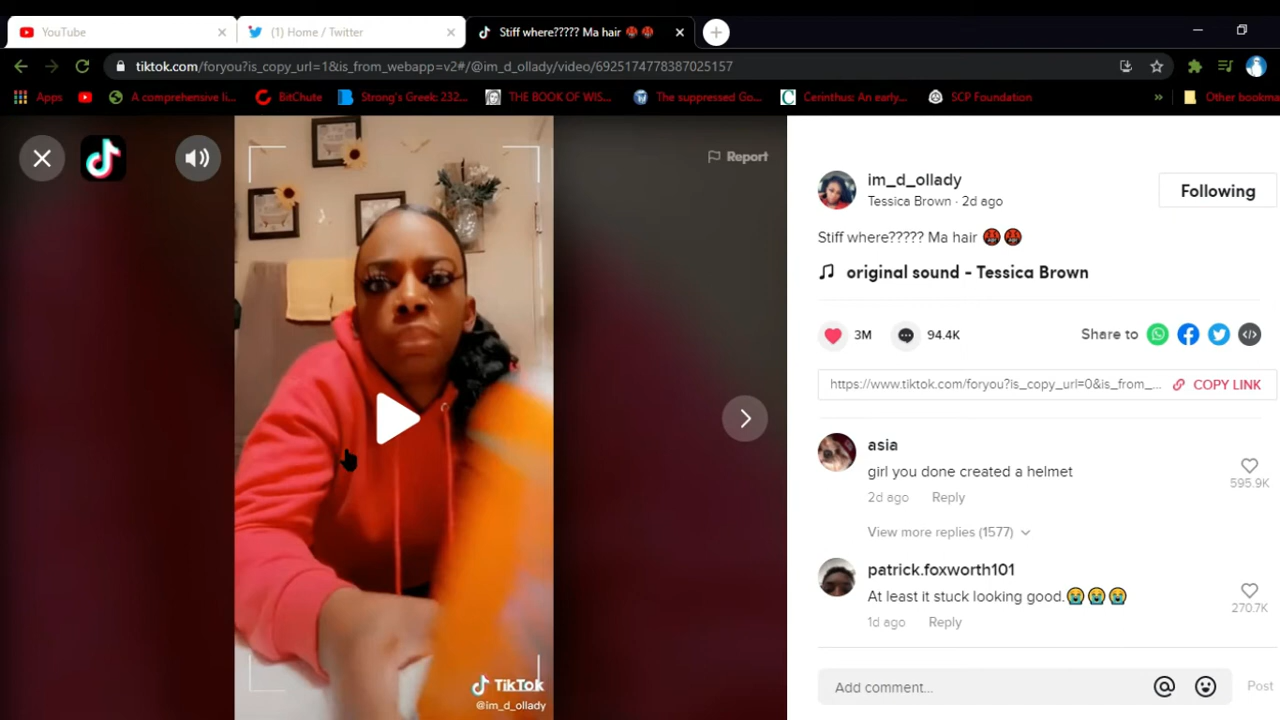 YouTube
(1) Home / Twitter
Stiff where????? Ma hair
tiktok.com/foryou?is_copy_url=1&is_from_webapp=v2#/@im_d_ollady/video/6925174778387025157
Apps
A comprehensive li...
BitChute
Strong's Greek: 232...
THE BOOK OF WIS...
The suppressed Go...
Cerinthus: An early...
SCP Foundation
»
Other bookma
Report
im_d_ollady
Tessica Brown · 2d ago
Following
Stiff where????? Ma hair 👹👹
original sound - Tessica Brown
3M
94.4K
Share to
https://www.tiktok.com/foryou?is_copy_url=0&is_from_...
COPY LINK
asia
girl you done created a helmet
595.9K
2d ago Reply
View more replies (1577)
patrick.foxworth101
At least it stuck looking good.😭😭😭
270.7K
1d ago Reply
TikTok
@im_d_ollady
Add comment...
Post